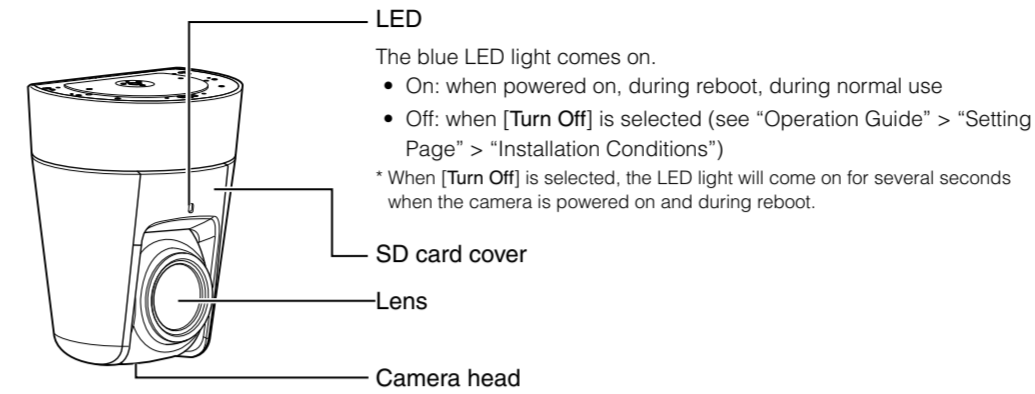 LED
The blue LED light comes on.
• On: when powered on, during reboot, during normal use
• Off: when [Turn Off] is selected (see “Operation Guide” > “Setting
Page” > “Installation Conditions”)
* When [Turn Off] is selected, the LED light will come on for several seconds
when the camera is powered on and during reboot.
SD card cover
Lens
Camera head